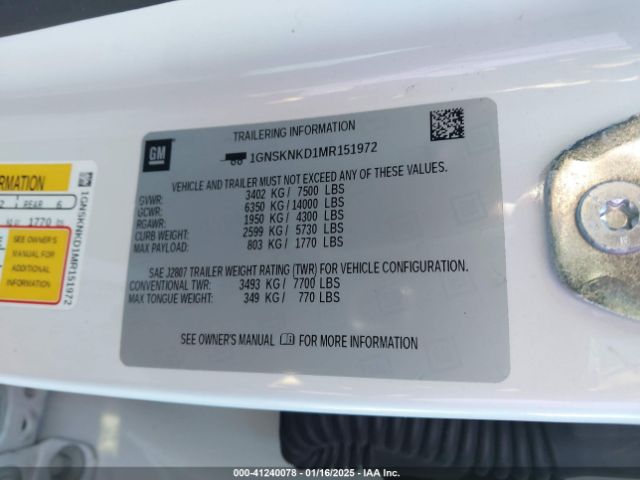 GM
TRAILERING INFORMATION
1GNSKNKD1MR151972
VEHICLE AND TRAILER MUST NOT EXCEED ANY OF THESE VALUES.
GVWR: 3402 KG / 7500 LBS
GCWR: 6350 KG / 14000 LBS
RGAWR: 1950 KG / 4300 LBS
CURB WEIGHT: 2599 KG / 5730 LBS
MAX PAYLOAD: 803 KG / 1770 LBS
SAE J2807 TRAILER WEIGHT RATING (TWR) FOR VEHICLE CONFIGURATION.
CONVENTIONAL TWR: 3493 KG / 7700 LBS
MAX TONGUE WEIGHT: 349 KG / 770 LBS
SEE OWNER'S MANUAL FOR MORE INFORMATION
2 REAR 6
1770
SEE OWNER'S
MANUAL FOR
ADDITIONAL
INFORMATION
1GNSKNKD1MR151972
000-41240078 - 01/16/2025 - IAA Inc.